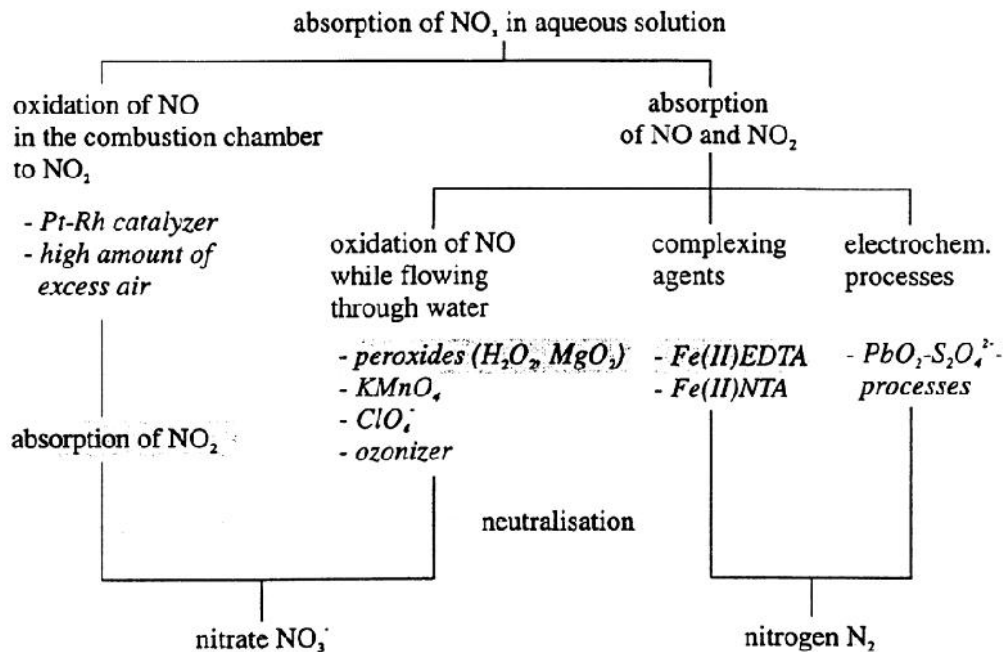 absorption of NOₓ in aqueous solution
oxidation of NO
in the combustion chamber
to NO₂
- Pt-Rh catalyzer
- high amount of
excess air
absorption of NO₂
absorption
of NO and NO₂
oxidation of NO
while flowing
through water
- peroxides (H₂O₂, MgO₂)
- KMnO₄
- ClO₄⁻
- ozonizer
complexing
agents
- Fe(II)EDTA
- Fe(II)NTA
electrochem.
processes
- PbO₂-S₂O₄²⁻-
processes
neutralisation
nitrate NO₃⁻
nitrogen N₂